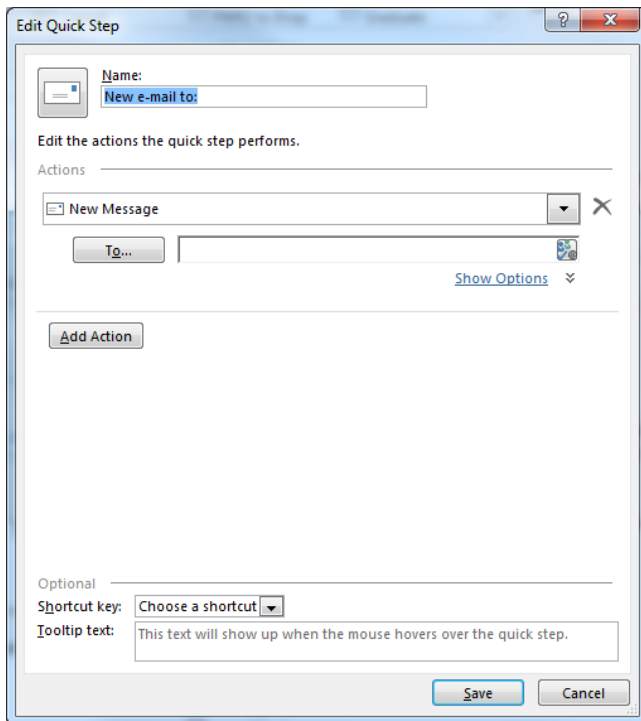 Edit Quick Step
?
Name:
New e-mail to:
Edit the actions the quick step performs.
Actions
New Message
To...
Show Options
Add Action
Optional
Shortcut key: Choose a shortcut
Tooltip text: This text will show up when the mouse hovers over the quick step.
Save Cancel